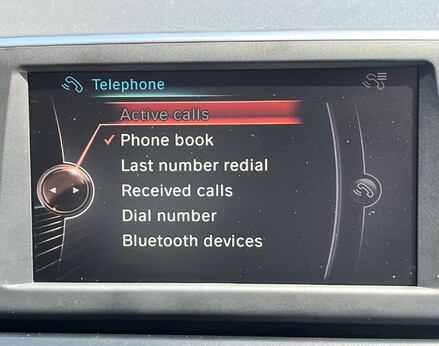 Telephone
Active calls
Phone book
Last number redial
Received calls
Dial number
Bluetooth devices